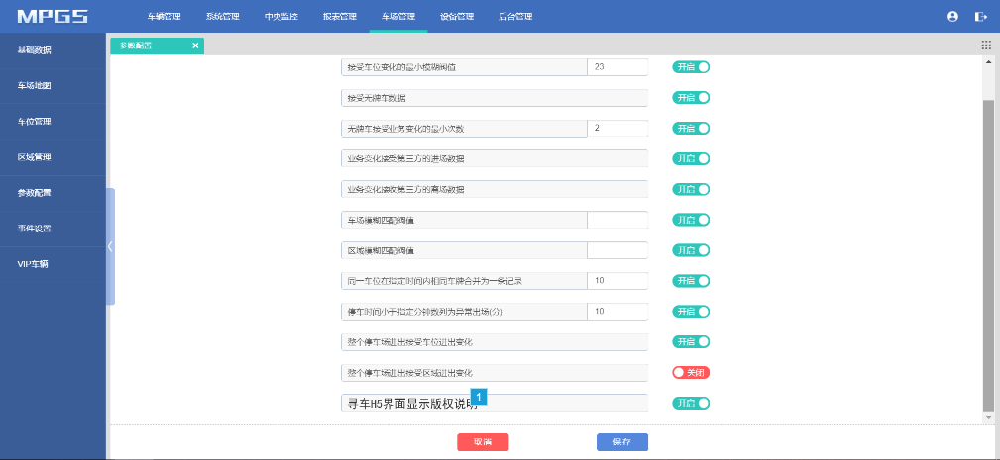 MPGS 车辆管理 系统管理 中央监控 报表管理 车场管理 设备管理 后台管理
基础数据
车场地图
车位管理
区域管理
参数配置
事件设置
VIP车辆
参数配置 ×
接受车位变化的最小模糊阀值 23 开启
接受无牌车数据 开启
无牌车接受业务变化的最小次数 2 开启
业务变化接受第三方的进场数据 开启
业务变化接收第三方的离场数据 开启
车场模糊匹配阀值 开启
区域模糊匹配阀值 开启
同一车位在指定时间内相同车牌合并为一条记录 10 开启
停车时间小于指定分钟数列为异常出场(分) 10 开启
整个停车场进出接受车位进出变化 开启
整个停车场进出接受区域进出变化 关闭
寻车H5界面显示版权说明 1 开启
取消 保存